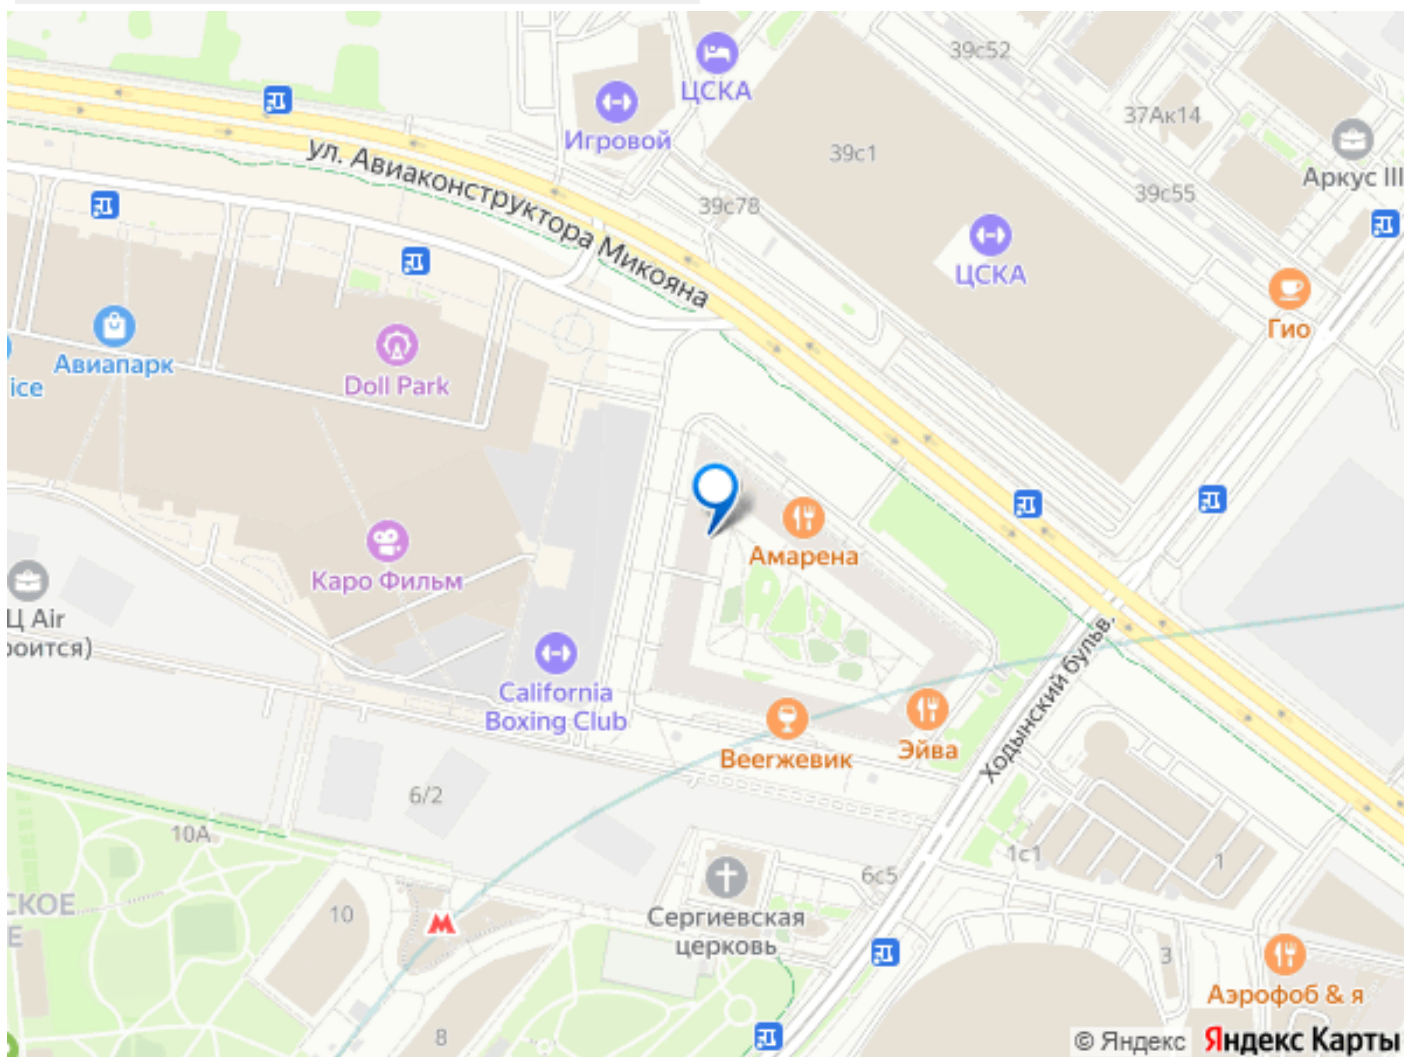 39с52
ЦСКА
37Ак14
Игровой
39с1
Аркус III
ул. Авиаконструктора Микояна
39с55
39с78
ЦСКА
Гио
Авиапарк
ice
Doll Park
Амарена
Каро Фильм
Ц Air
роится)
California
Boxing Club
Ходынский бульв.
Эйва
Beerжевик
6/2
10А
1с1
1
6с5
СКОЕ
Е
10
М
Сергиевская
церковь
3
Аэрофоб & я
8
© Яндекс Яндекс Карты